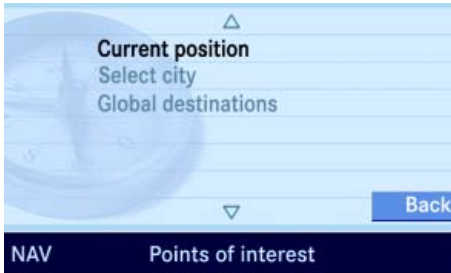 Current position
Select city
Global destinations
Back
NAV Points of interest